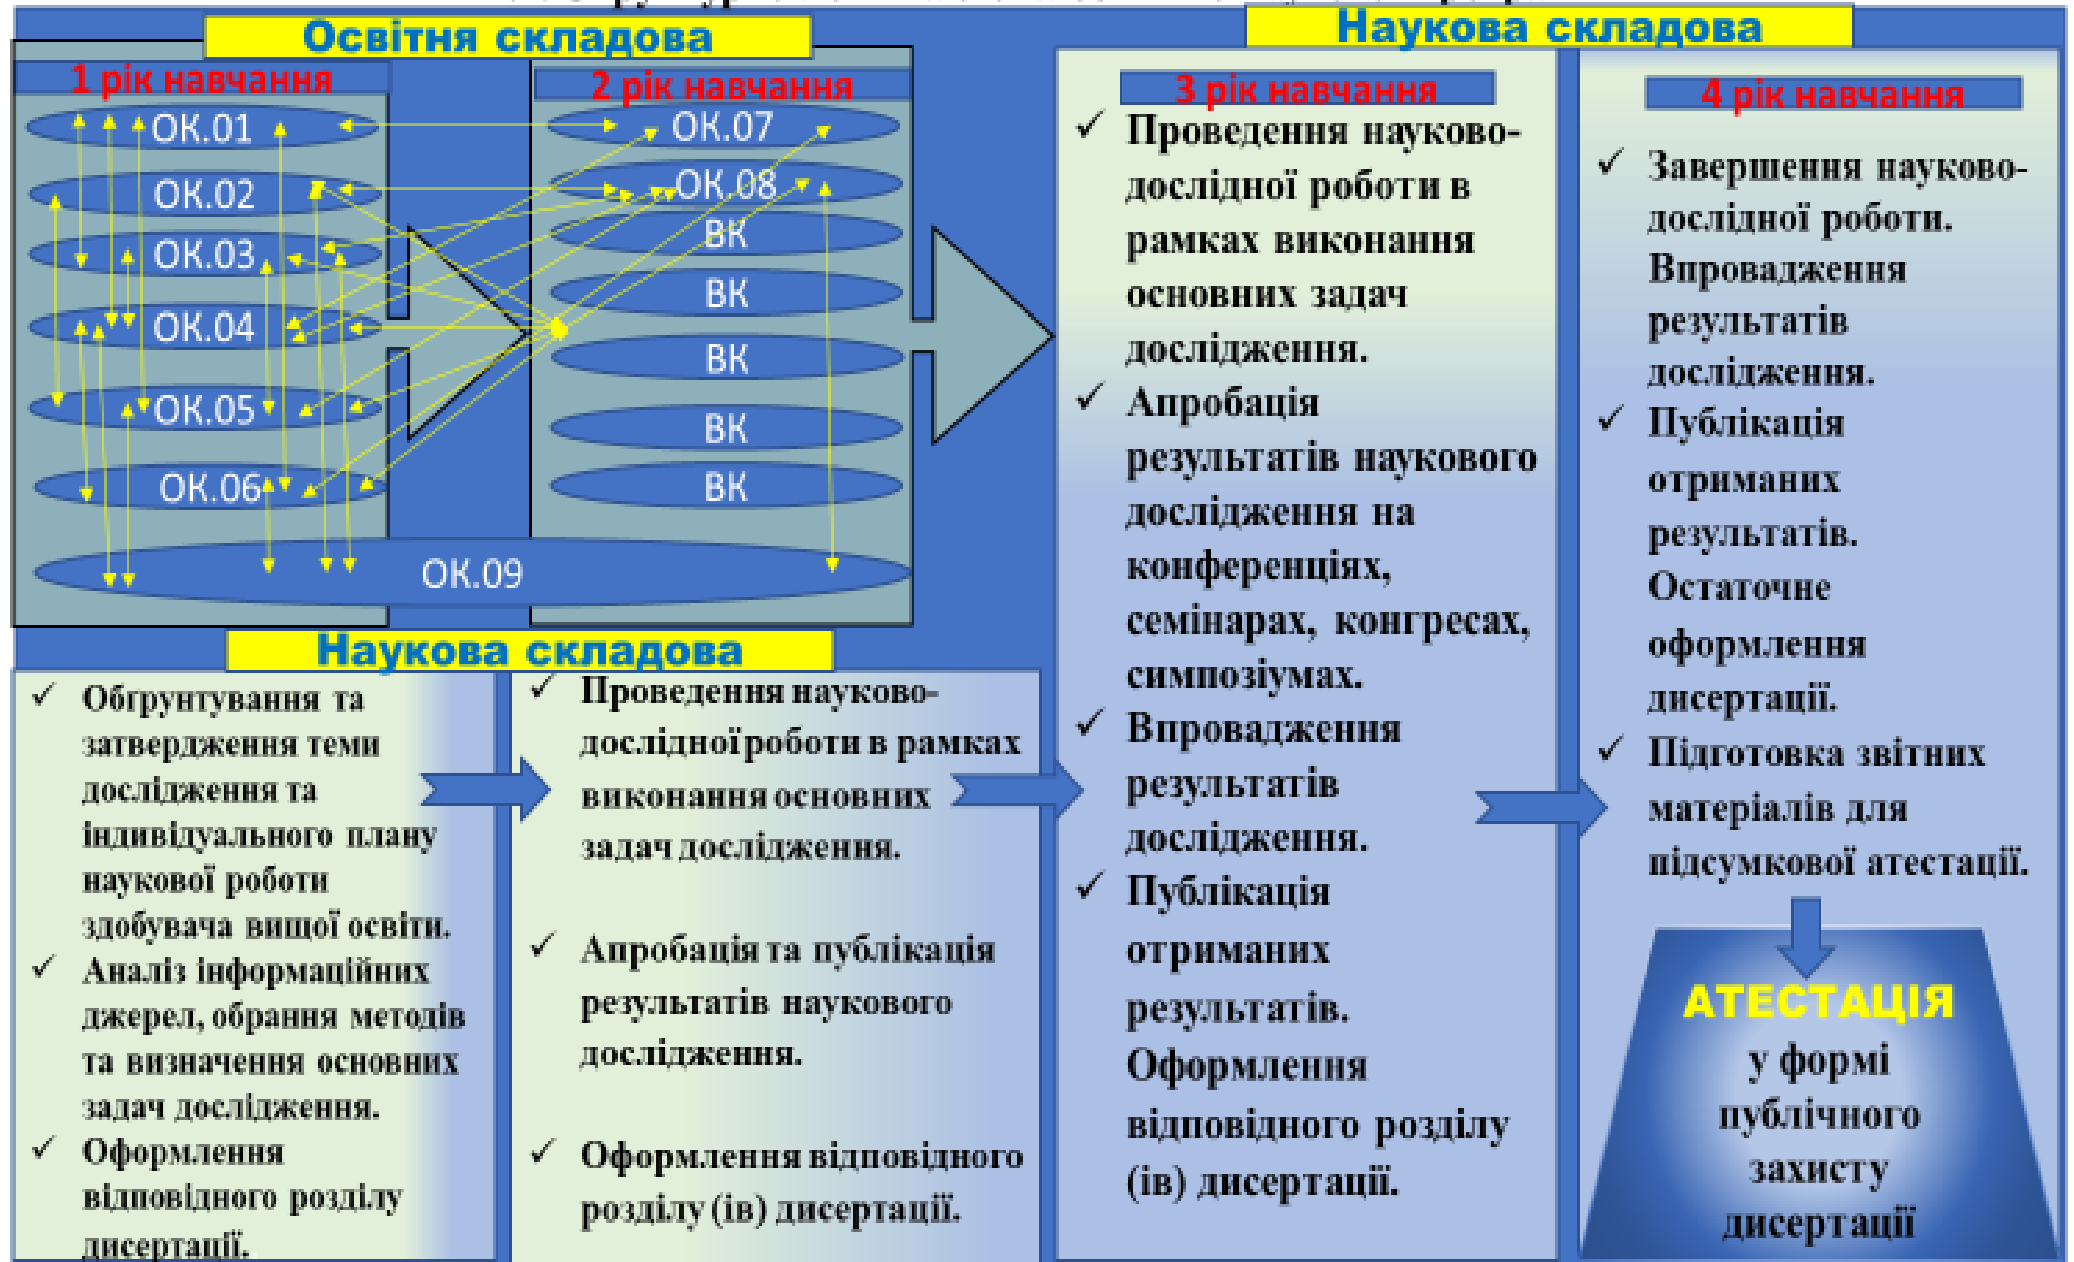 Освітня складова
1 рік навчання
ОК.01
ОК.02
ОК.03
ОК.04
ОК.05
ОК.06
2 рік навчання
ОК.07
ОК.08
ВК
ВК
ВК
ВК
ВК
ОК.09
Наукова складова
✓ Обґрунтування та
затвердження теми
дослідження та
індивідуального плану
наукової роботи
здобувача вищої освіти.
✓ Аналіз інформаційних
джерел, обрання методів
та визначення основних
задач дослідження.
✓ Оформлення
відповідного розділу
дисертації.
✓ Проведення науково-
дослідної роботи в рамках
виконання основних
задач дослідження.
✓ Апробація та публікація
результатів наукового
дослідження.
✓ Оформлення відповідного
розділу (ів) дисертації.
Наукова складова
3 рік навчання
✓ Проведення науково-
дослідної роботи в
рамках виконання
основних задач
дослідження.
✓ Апробація
результатів наукового
дослідження на
конференціях,
семінарах, конгресах,
симпозіумах.
✓ Впровадження
результатів
дослідження.
✓ Публікація
отриманих
результатів.
Оформлення
відповідного розділу
(ів) дисертації.
4 рік навчання
✓ Завершення науково-
дослідної роботи.
Впровадження
результатів
дослідження.
✓ Публікація
отриманих
результатів.
Остаточне
оформлення
дисертації.
✓ Підготовка звітних
матеріалів для
підсумкової атестації.
АТЕСТАЦІЯ
у формі
публічного
захисту
дисертації